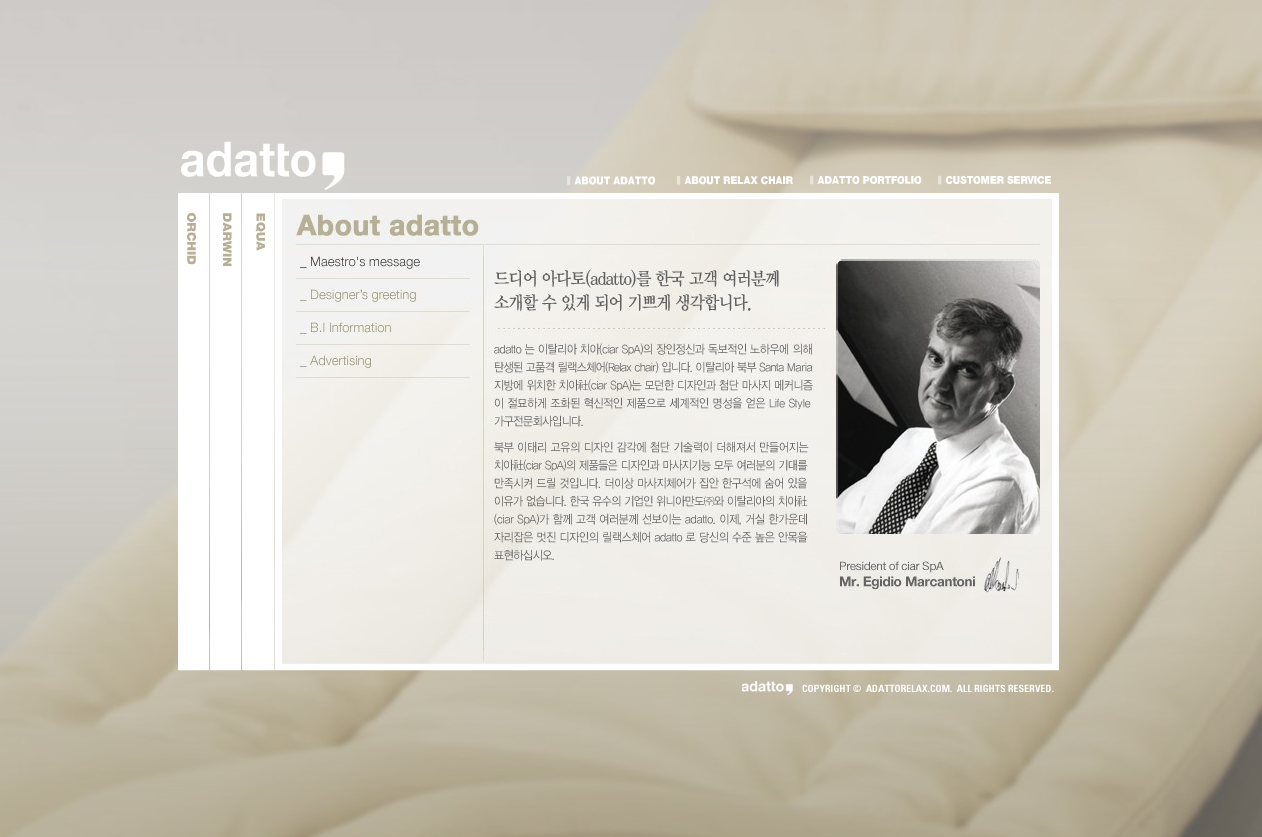 adatto,
ABOUT ADATTO
ABOUT RELAX CHAIR
ADATTO PORTFOLIO
CUSTOMER SERVICE
ORCHID
DARWIN
EQUA
About adatto
_ Maestro's message
_ Designer's greeting
_ B.I Information
_ Advertising
드디어 아다토(adatto)를 한국 고객 여러분께
소개할 수 있게 되어 기쁘게 생각합니다.
adatto 는 이탈리아 치아(ciar SpA)의 장인정신과 독보적인 노하우에 의해
탄생된 고품격 릴랙스체어(Relax chair) 입니다. 이탈리아 북부 Santa Maria
지방에 위치한 치아社(ciar SpA)는 모던한 디자인과 첨단 마사지 메커니즘
이 절묘하게 조화된 혁신적인 제품으로 세계적인 명성을 얻은 Life Style
가구전문회사입니다.
북부 이태리 고유의 디자인 감각에 첨단 기술력이 더해져서 만들어지는
치아社(ciar SpA)의 제품들은 디자인과 마사지기능 모두 여러분의 기대를
만족시켜 드릴 것입니다. 더이상 마사지체어가 집안 한구석에 숨어 있을
이유가 없습니다. 한국 유수의 기업인 위니아만도㈜와 이탈리아의 치아社
(ciar SpA)가 함께 고객 여러분께 선보이는 adatto. 이제, 거실 한가운데
자리잡은 멋진 디자인의 릴랙스체어 adatto 로 당신의 수준 높은 안목을
표현하십시오.
President of ciar SpA
Mr. Egidio Marcantoni
adatto, COPYRIGHT © ADATTORELAX.COM. ALL RIGHTS RESERVED.